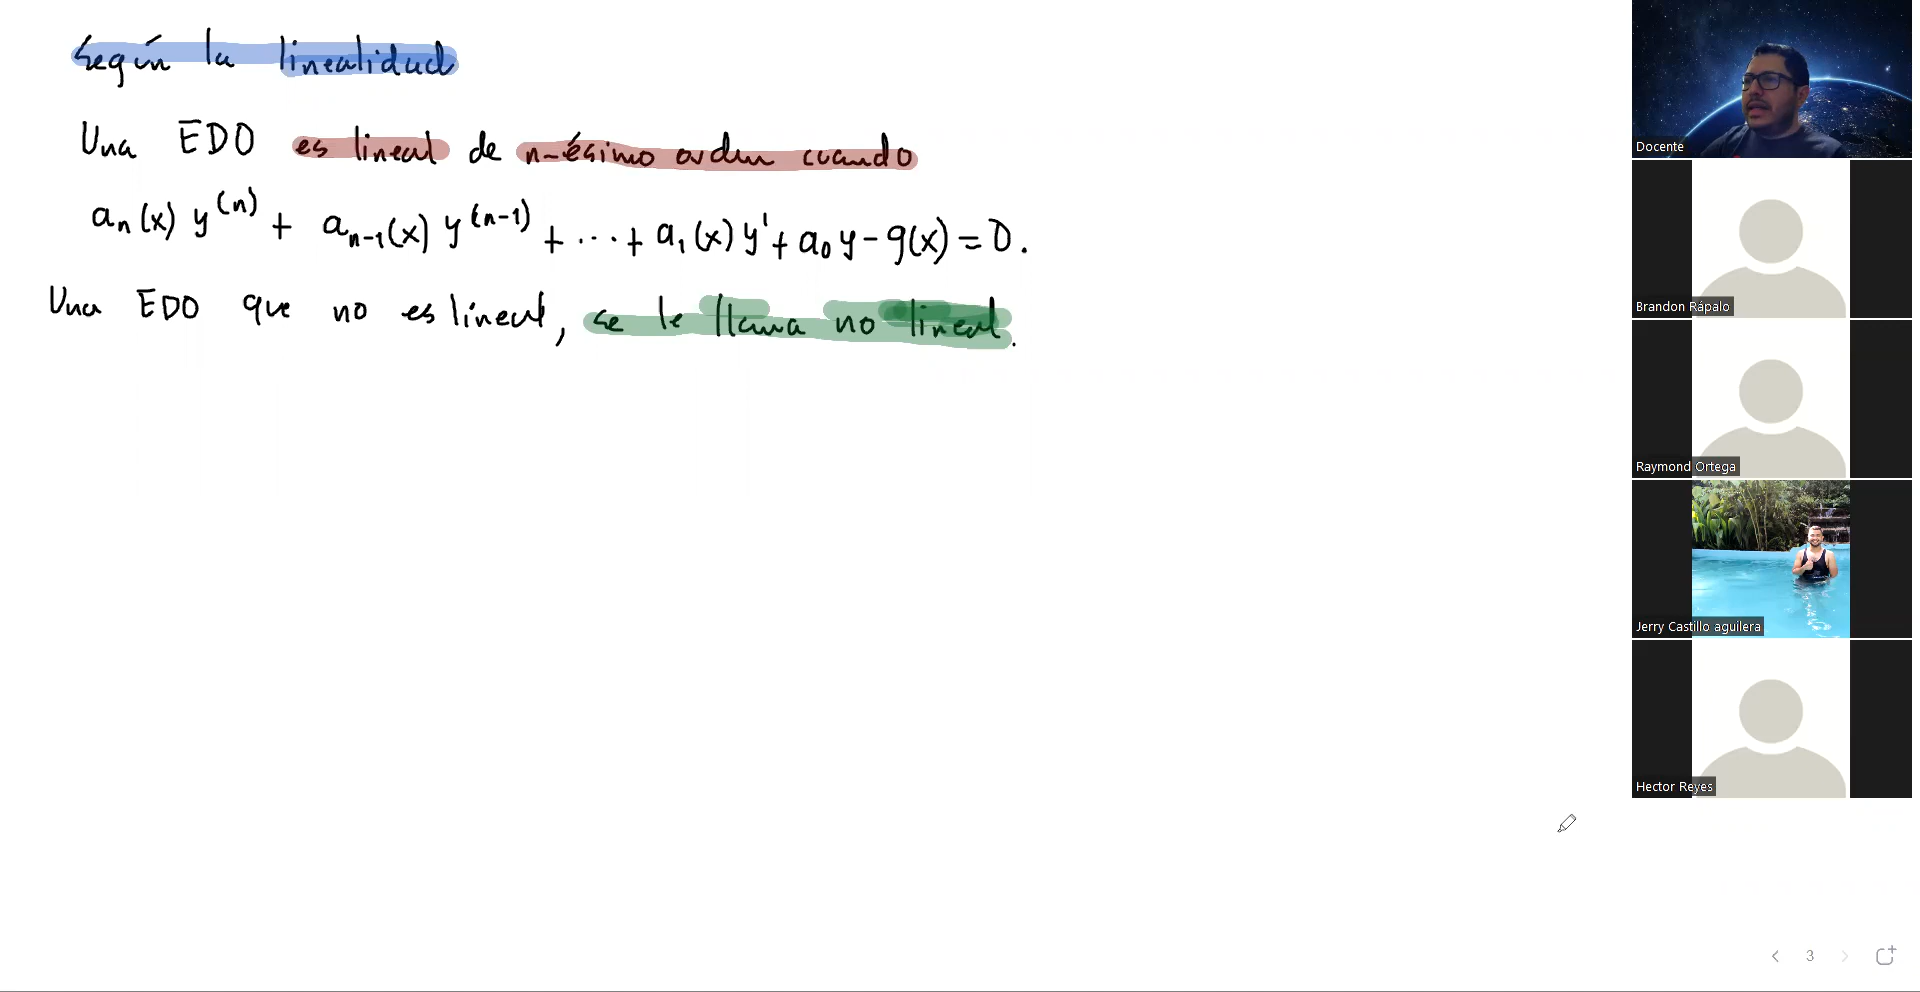 Según la linealidad
Una EDO es lineal de n-ésimo orden cuando
aₙ(x) y⁽ⁿ⁾ + aₙ₋₁(x) y⁽ⁿ⁻¹⁾ + ... + a₁(x) y' + a₀ y - g(x) = 0.
Una EDO que no es lineal, se le llama no lineal.
Docente
Brandon Rápalo
Raymond Ortega
Jerry Castillo aguilera
Hector Reyes
3